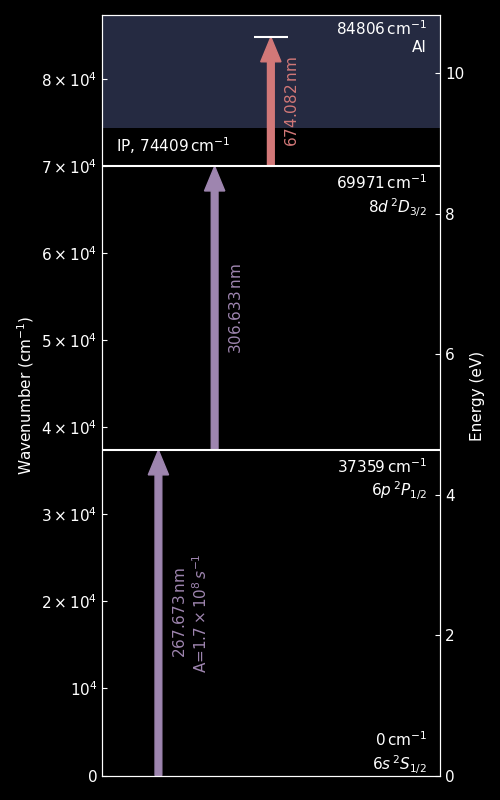 84806 cm⁻¹
AI
8 × 10⁴
10
674.082 nm
IP, 74409 cm⁻¹
7 × 10⁴
69971 cm⁻¹
8d ²D₃/₂
8
6 × 10⁴
306.633 nm
5 × 10⁴
6
Wavenumber (cm⁻¹)
Energy (eV)
4 × 10⁴
37359 cm⁻¹
6p ²P₁/₂
4
3 × 10⁴
267.673 nm
A=1.7 × 10⁸ s⁻¹
2 × 10⁴
2
10⁴
0 cm⁻¹
6s ²S₁/₂
0
0